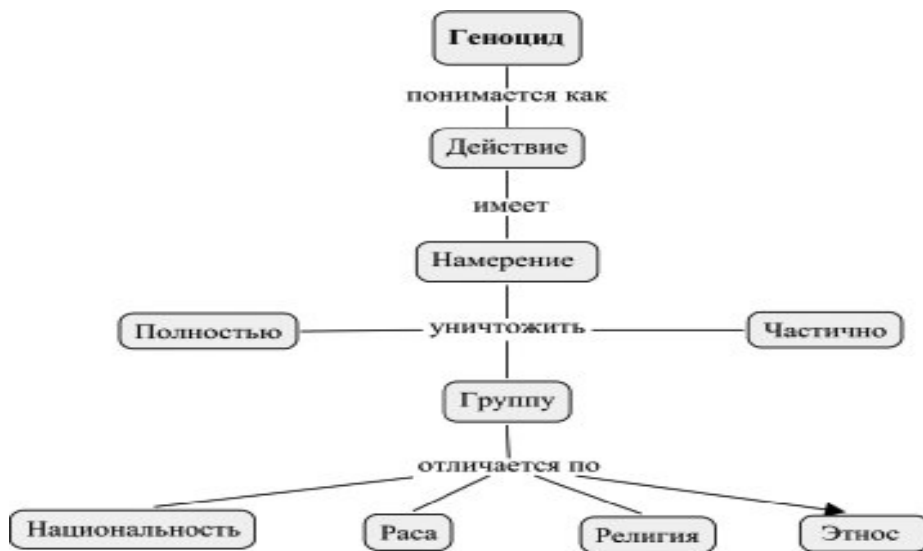 Геноцид
понимается как
Действие
имеет
Намерение
Полностью уничтожить Частично
Группу
отличается по
Национальность Раса Религия Этнос